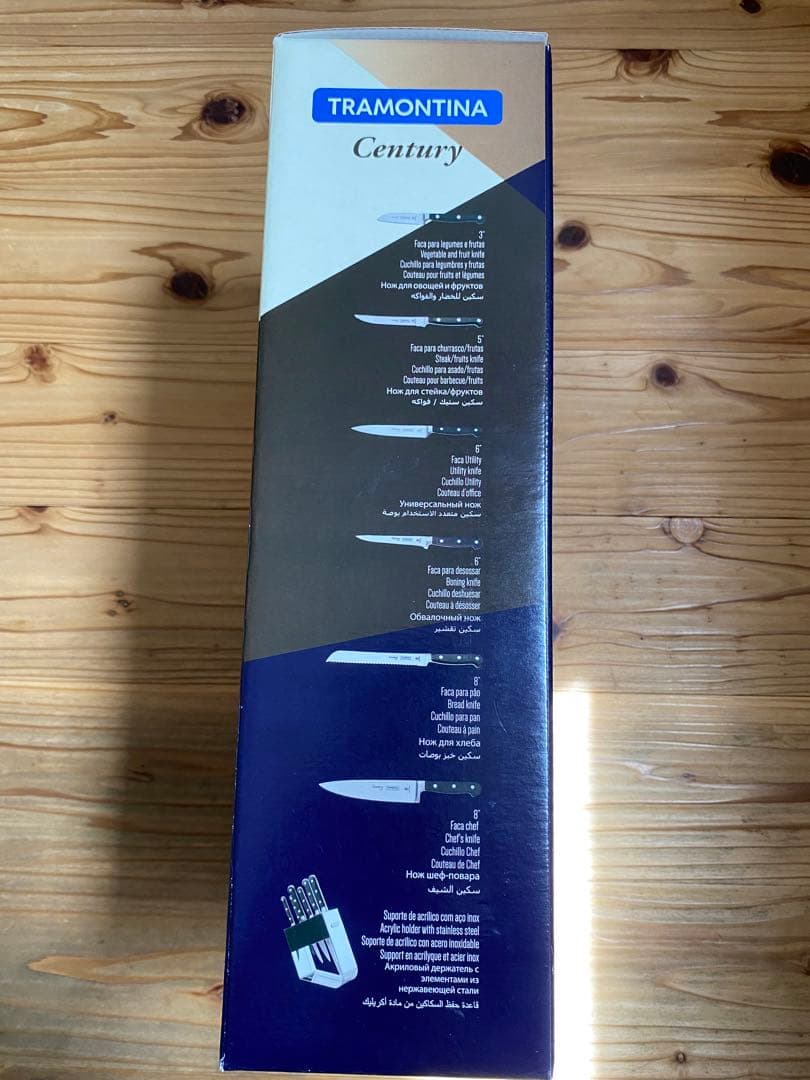 TRAMONTINA
Century
3"
Faca para legumes e frutas
Vegetable and fruit knife
Cuchillo para legumbres y frutas
Couteau pour fruits et légumes
Нож для овощей и фруктов
سكين للخضار والفواكه
5"
Faca para churrasco/frutas
Steak/fruits knife
Cuchillo para asado/frutas
Couteau pour barbecue/fruits
Нож для стейка/фруктов
سكين ستيك / فواكه
6"
Faca Utility
Utility knife
Cuchillo Utility
Couteau d'office
Универсальный нож
سكين متعدد الاستخدام بوصة
6"
Faca para desossar
Boning knife
Cuchillo deshuesar
Couteau à désosser
Обвалочный нож
سكين تقشير
8"
Faca para pão
Bread knife
Cuchillo para pan
Couteau à pain
Нож для хлеба
سكين خبز بوصات
8"
Faca chef
Chef's knife
Cuchillo Chef
Couteau de Chef
Нож шеф-повара
سكين الشيف
Suporte de acrílico com aço inox
Acrylic holder with stainless steel
Soporte de acrílico con acero inoxidable
Support en acrilyque et acier inox
Акриловый держатель с
элементами из
нержавеющей стали
قاعدة حفظ السكاكين من مادة أكريليك